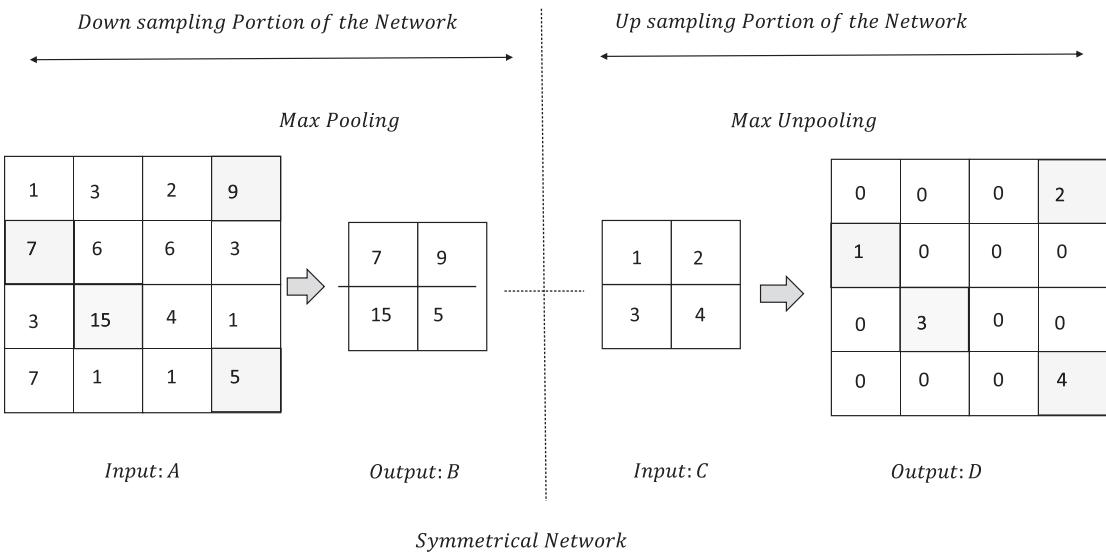 Down sampling Portion of the Network
Up sampling Portion of the Network
Max Pooling
Max Unpooling
1 3 2 9
7 6 6 3
3 15 4 1
7 1 1 5
7 9
15 5
1 2
3 4
0 0 0 2
1 0 0 0
0 3 0 0
0 0 0 4
Input: A
Output: B
Input: C
Output: D
Symmetrical Network